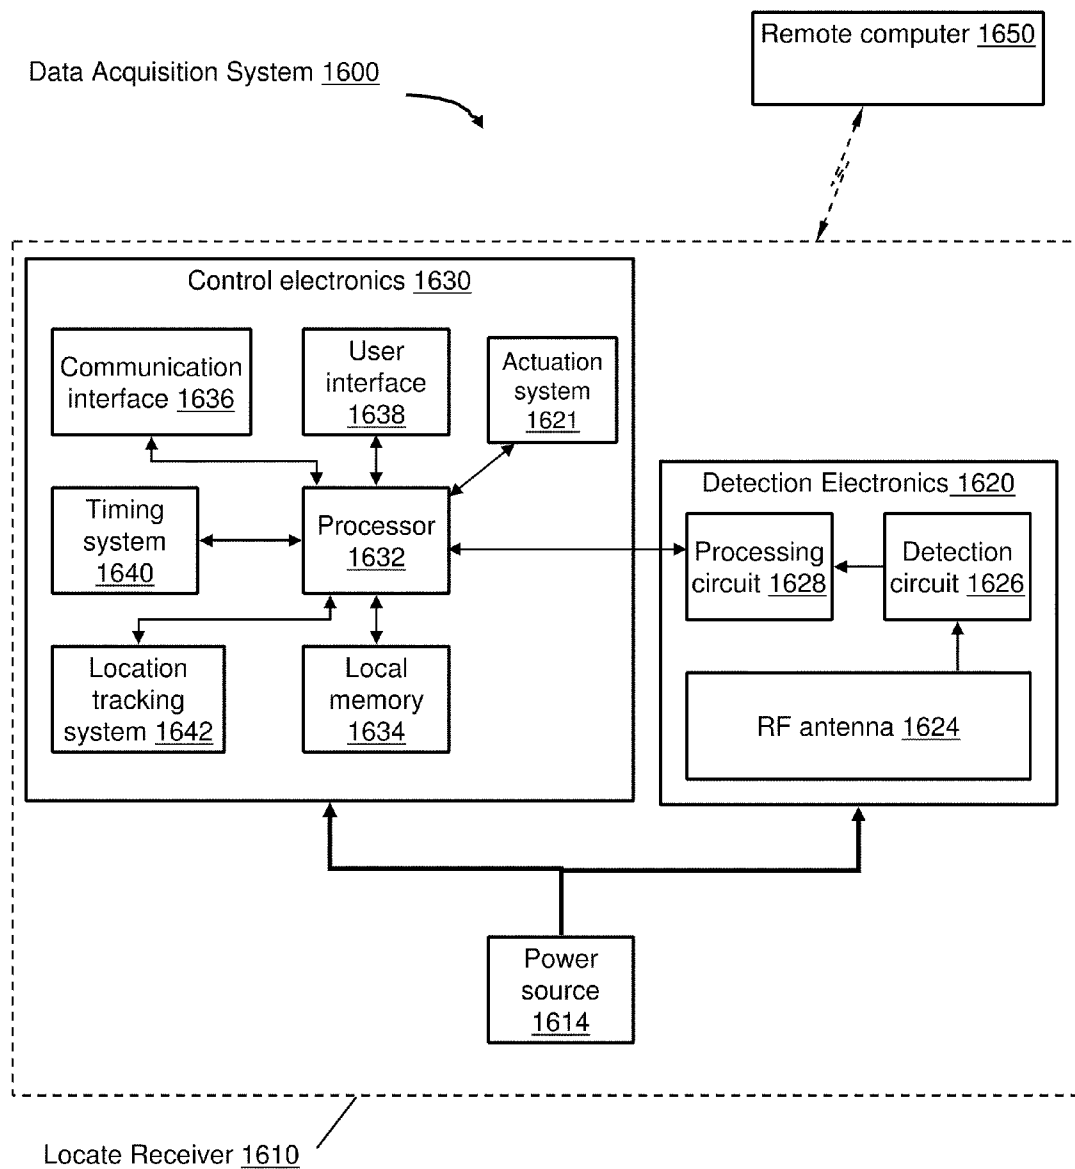 Remote computer 1650
Data Acquisition System 1600
Control electronics 1630
Communication
interface 1636
User
interface
1638
Actuation
system
1621
Timing
system
1640
Processor
1632
Location
tracking
system 1642
Local
memory
1634
Detection Electronics 1620
Processing
circuit 1628
Detection
circuit 1626
RF antenna 1624
Power
source
1614
Locate Receiver 1610